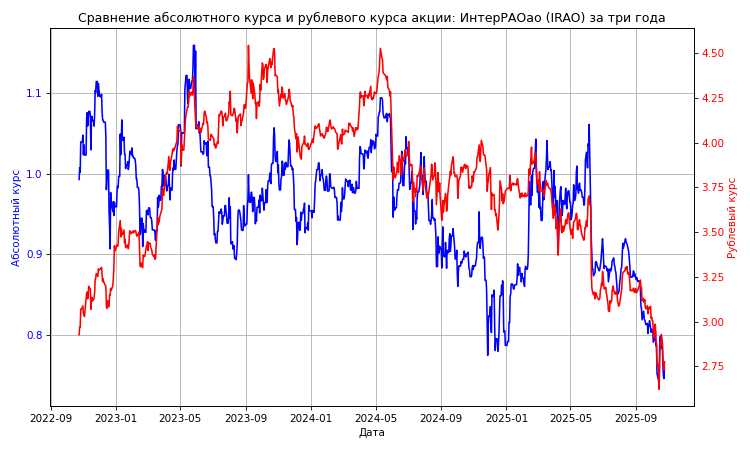 Сравнение абсолютного курса и рублевого курса акции: ИнтерРАОао (IRAO) за три года
Абсолютный курс
1.1
1.0
0.9
0.8
4.50
4.25
4.00
3.75
3.50
3.25
3.00
2.75
Рублевый курс
2022-09 2023-01 2023-05 2023-09 2024-01 2024-05 2024-09 2025-01 2025-05 2025-09
Дата